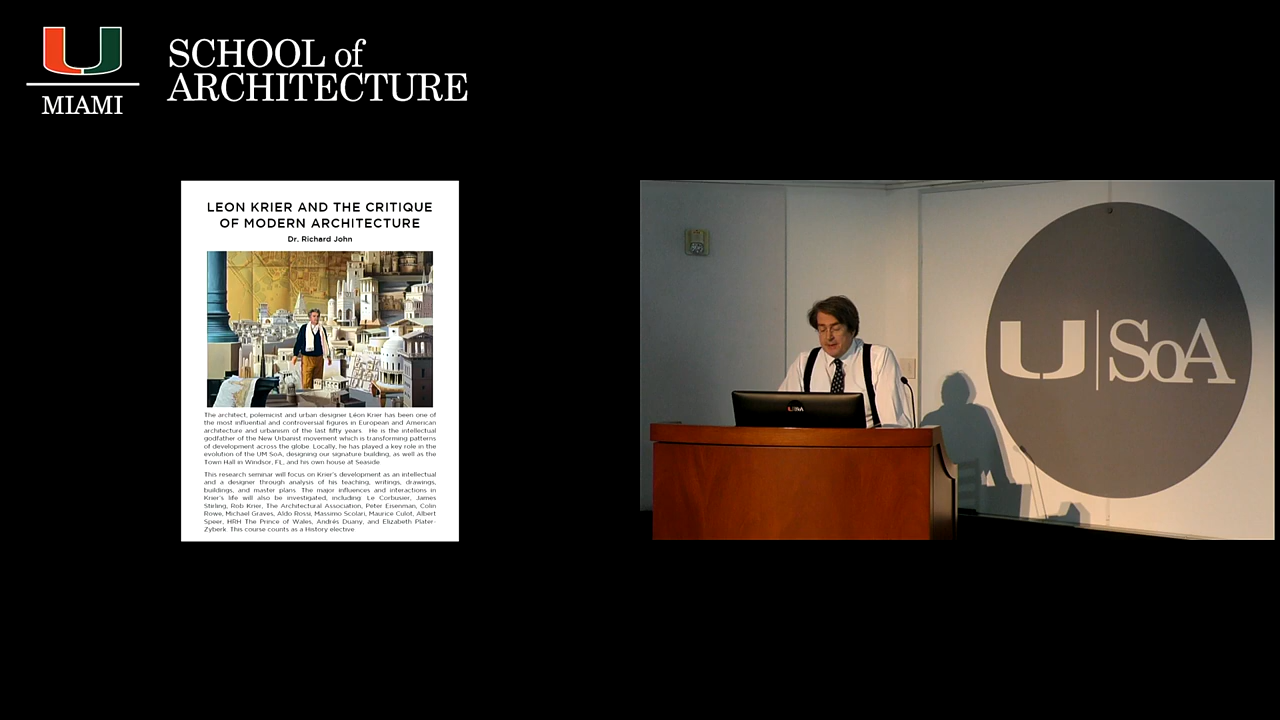 MIAMI
SCHOOL of
ARCHITECTURE
LEON KRIER AND THE CRITIQUE
OF MODERN ARCHITECTURE
Dr. Richard John
The architect, polemicist and urban designer Léon Krier has been one of
the most influential and controversial figures in European and American
architecture and urbanism of the last fifty years. He is the intellectual
godfather of the New Urbanist movement which is transforming patterns
of development across the globe. Locally, he has played a key role in the
evolution of the UM SoA, designing our signature building, as well as the
Town Hall in Windsor, FL, and his own house at Seaside.
This research seminar will focus on Krier's development as an intellectual
and a designer through analysis of his teaching, writings, drawings,
buildings, and master plans. The major influences and interactions in
Krier's life will also be investigated, including Le Corbusier, James
Stirling, Rob Krier, The Architectural Association, Peter Eisenman, Colin
Rowe, Michael Graves, Aldo Rossi, Massimo Scolari, Maurice Culot, Albert
Speer, HRH The Prince of Wales, Andrés Duany, and Elizabeth Plater-
Zyberk. This course counts as a History elective.
U|SoA
U|SoA